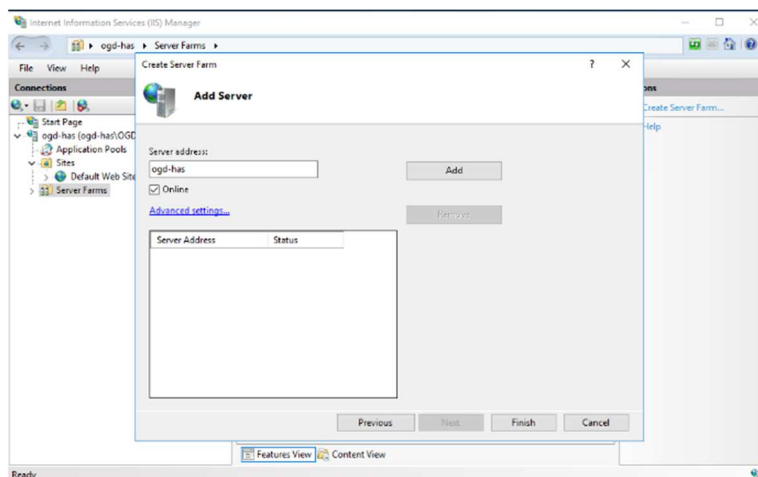 Internet Information Services (IIS) Manager
ogd-has Server Farms
File View Help
Connections
Start Page
ogd-has (ogd-has\OGD
Application Pools
Sites
Default Web Site
Server Farms
Create Server Farm
?
Add Server
Server address:
ogd-has
Add
Online
Advanced settings...
Remove
Server Address Status
Previous Next Finish Cancel
ons
Create Server Farm...
Help
Features View Content View
Ready